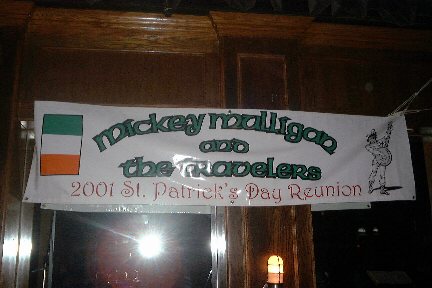 Mickey Mulligan
and
the travelers
2001 St. Patrick's Day Reunion